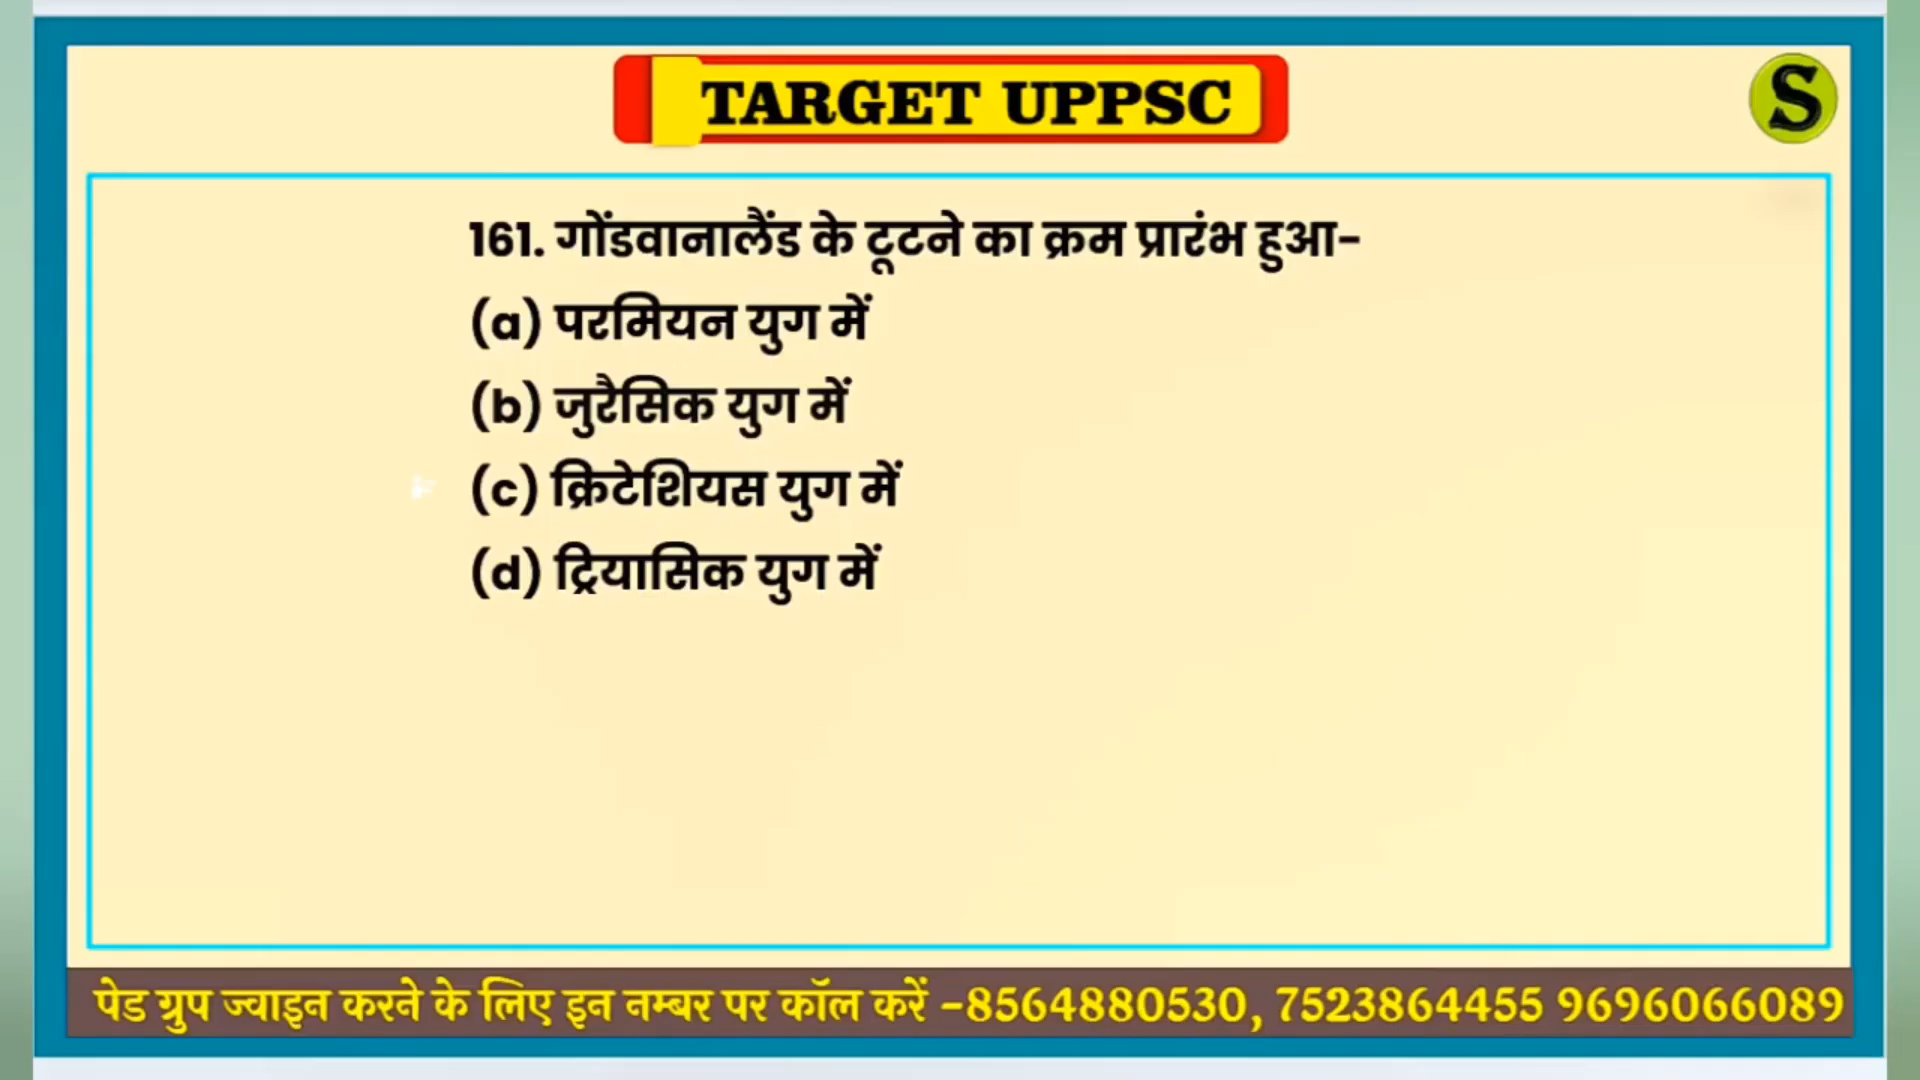 TARGET UPPSC
S
161. गोंडवानालैंड के टूटने का क्रम प्रारंभ हुआ-
(a) परमियन युग में
(b) जुरैसिक युग में
(c) क्रिटेशियस युग में
(d) ट्रियासिक युग में
पेड ग्रुप ज्वाइन करने के लिए इन नम्बर पर कॉल करें -8564880530, 7523864455 9696066089